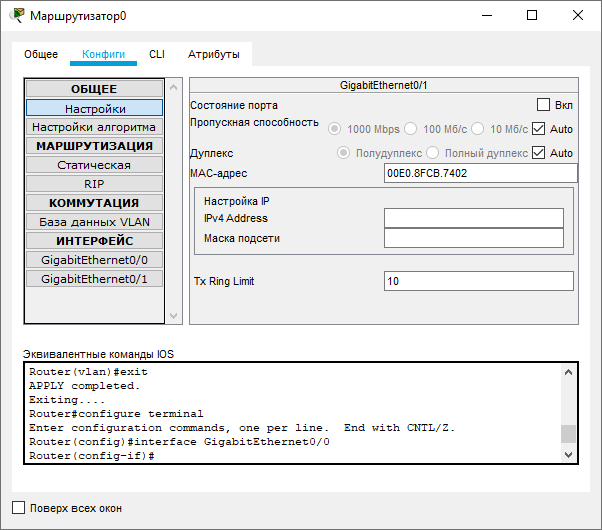 Маршрутизатор0
Общее Конфиги CLI Атрибуты
ОБЩЕЕ
Настройки
Настройки алгоритма
МАРШРУТИЗАЦИЯ
Статическая
RIP
КОММУТАЦИЯ
База данных VLAN
ИНТЕРФЕЙС
GigabitEthernet0/0
GigabitEthernet0/1
GigabitEthernet0/1
Состояние порта Вкл
Пропускная способность 1000 Mbps 100 Мб/с 10 Мб/с Auto
Дуплекс Полудуплекс Полный дуплекс Auto
MAC-адрес 00E0.8FCB.7402
Настройка IP
IPv4 Address
Маска подсети
Tx Ring Limit 10
Эквивалентные команды IOS
Router(vlan)#exit
APPLY completed.
Exiting....
Router#configure terminal
Enter configuration commands, one per line.  End with CNTL/Z.
Router(config)#interface GigabitEthernet0/0
Router(config-if)#
Поверх всех окон